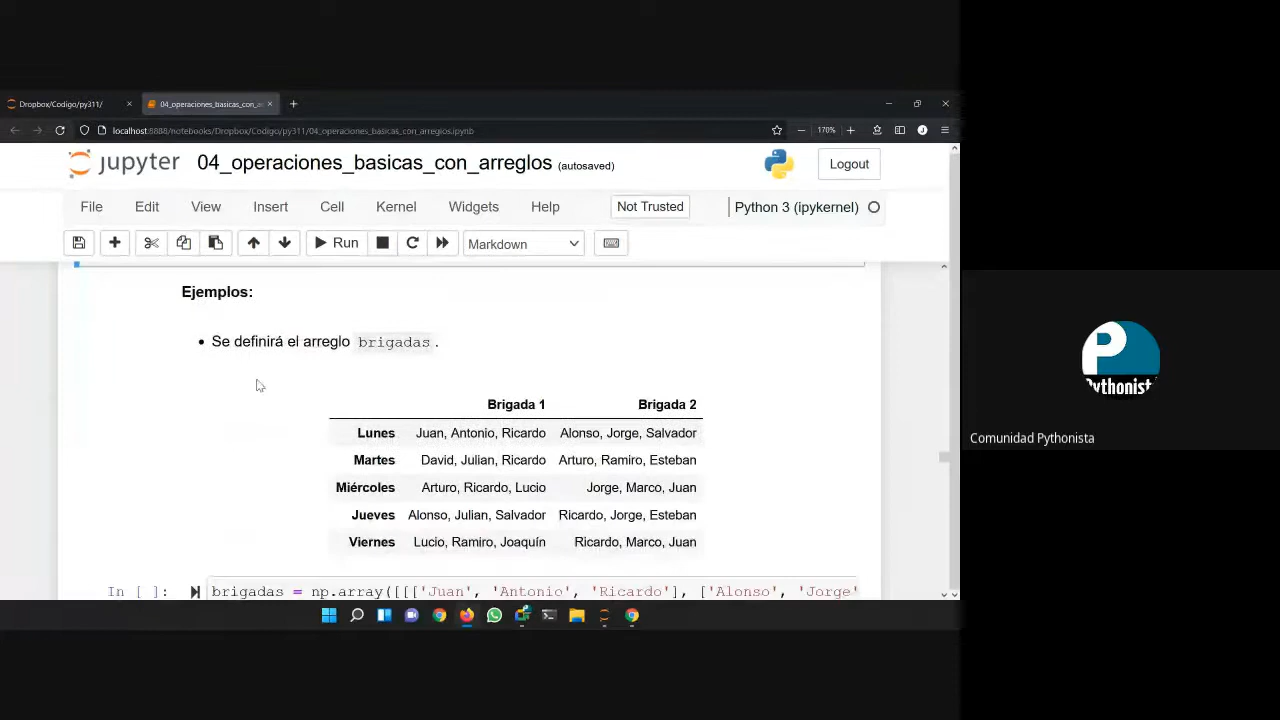 Dropbox/Codigo/py311/
04_operaciones_basicas_con_a
localhost:8888/notebooks/Dropbox/Codigo/py311/04_operaciones_basicas_con_arreglos.ipynb
170%
jupyter 04_operaciones_basicas_con_arreglos (autosaved)
Logout
File Edit View Insert Cell Kernel Widgets Help Not Trusted Python 3 (ipykernel)
Run Markdown
Ejemplos:
• Se definirá el arreglo brigadas .
Brigada 1 Brigada 2
Lunes Juan, Antonio, Ricardo Alonso, Jorge, Salvador
Martes David, Julian, Ricardo Arturo, Ramiro, Esteban
Miércoles Arturo, Ricardo, Lucio Jorge, Marco, Juan
Jueves Alonso, Julian, Salvador Ricardo, Jorge, Esteban
Viernes Lucio, Ramiro, Joaquín Ricardo, Marco, Juan
In [ ]: brigadas = np.array([[['Juan', 'Antonio', 'Ricardo'], ['Alonso', 'Jorge'
Pythonist
Comunidad Pythonista